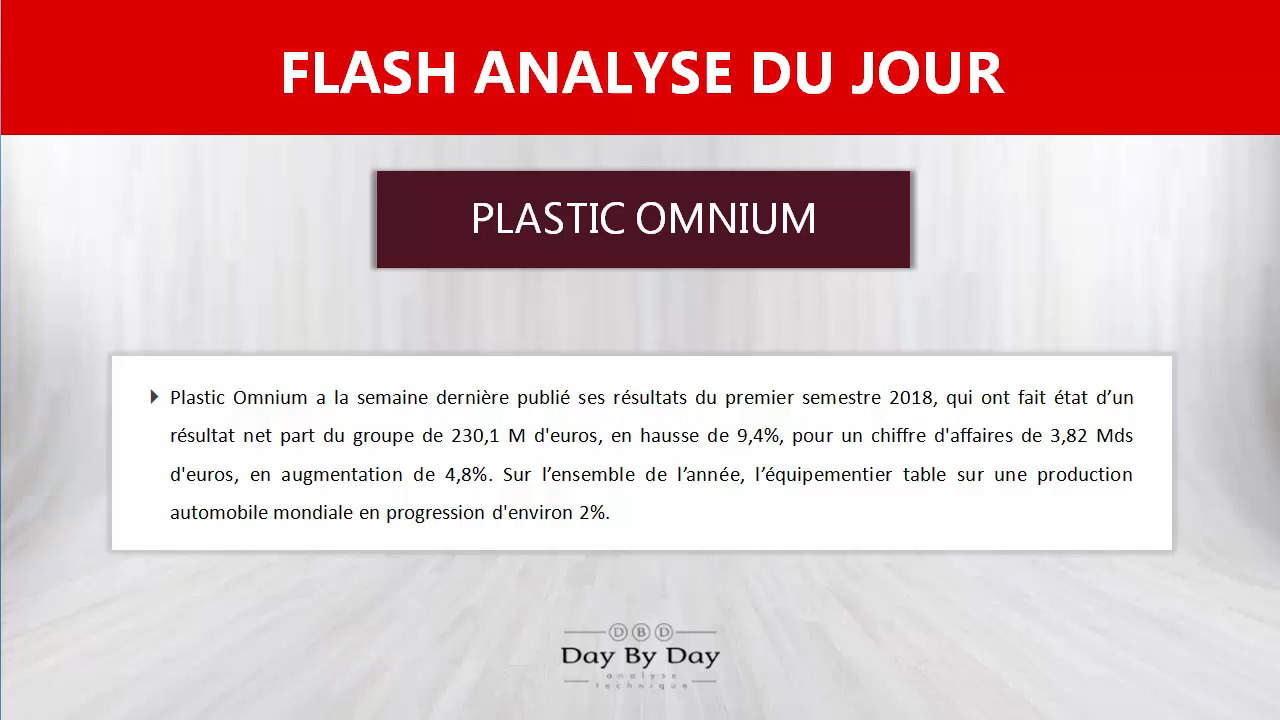 FLASH ANALYSE DU JOUR
PLASTIC OMNIUM
Plastic Omnium a la semaine dernière publié ses résultats du premier semestre 2018, qui ont fait état d’un
résultat net part du groupe de 230,1 M d'euros, en hausse de 9,4%, pour un chiffre d'affaires de 3,82 Mds
d'euros, en augmentation de 4,8%. Sur l’ensemble de l’année, l’équipementier table sur une production
automobile mondiale en progression d'environ 2%.
DBD
Day By Day
analyse
technique